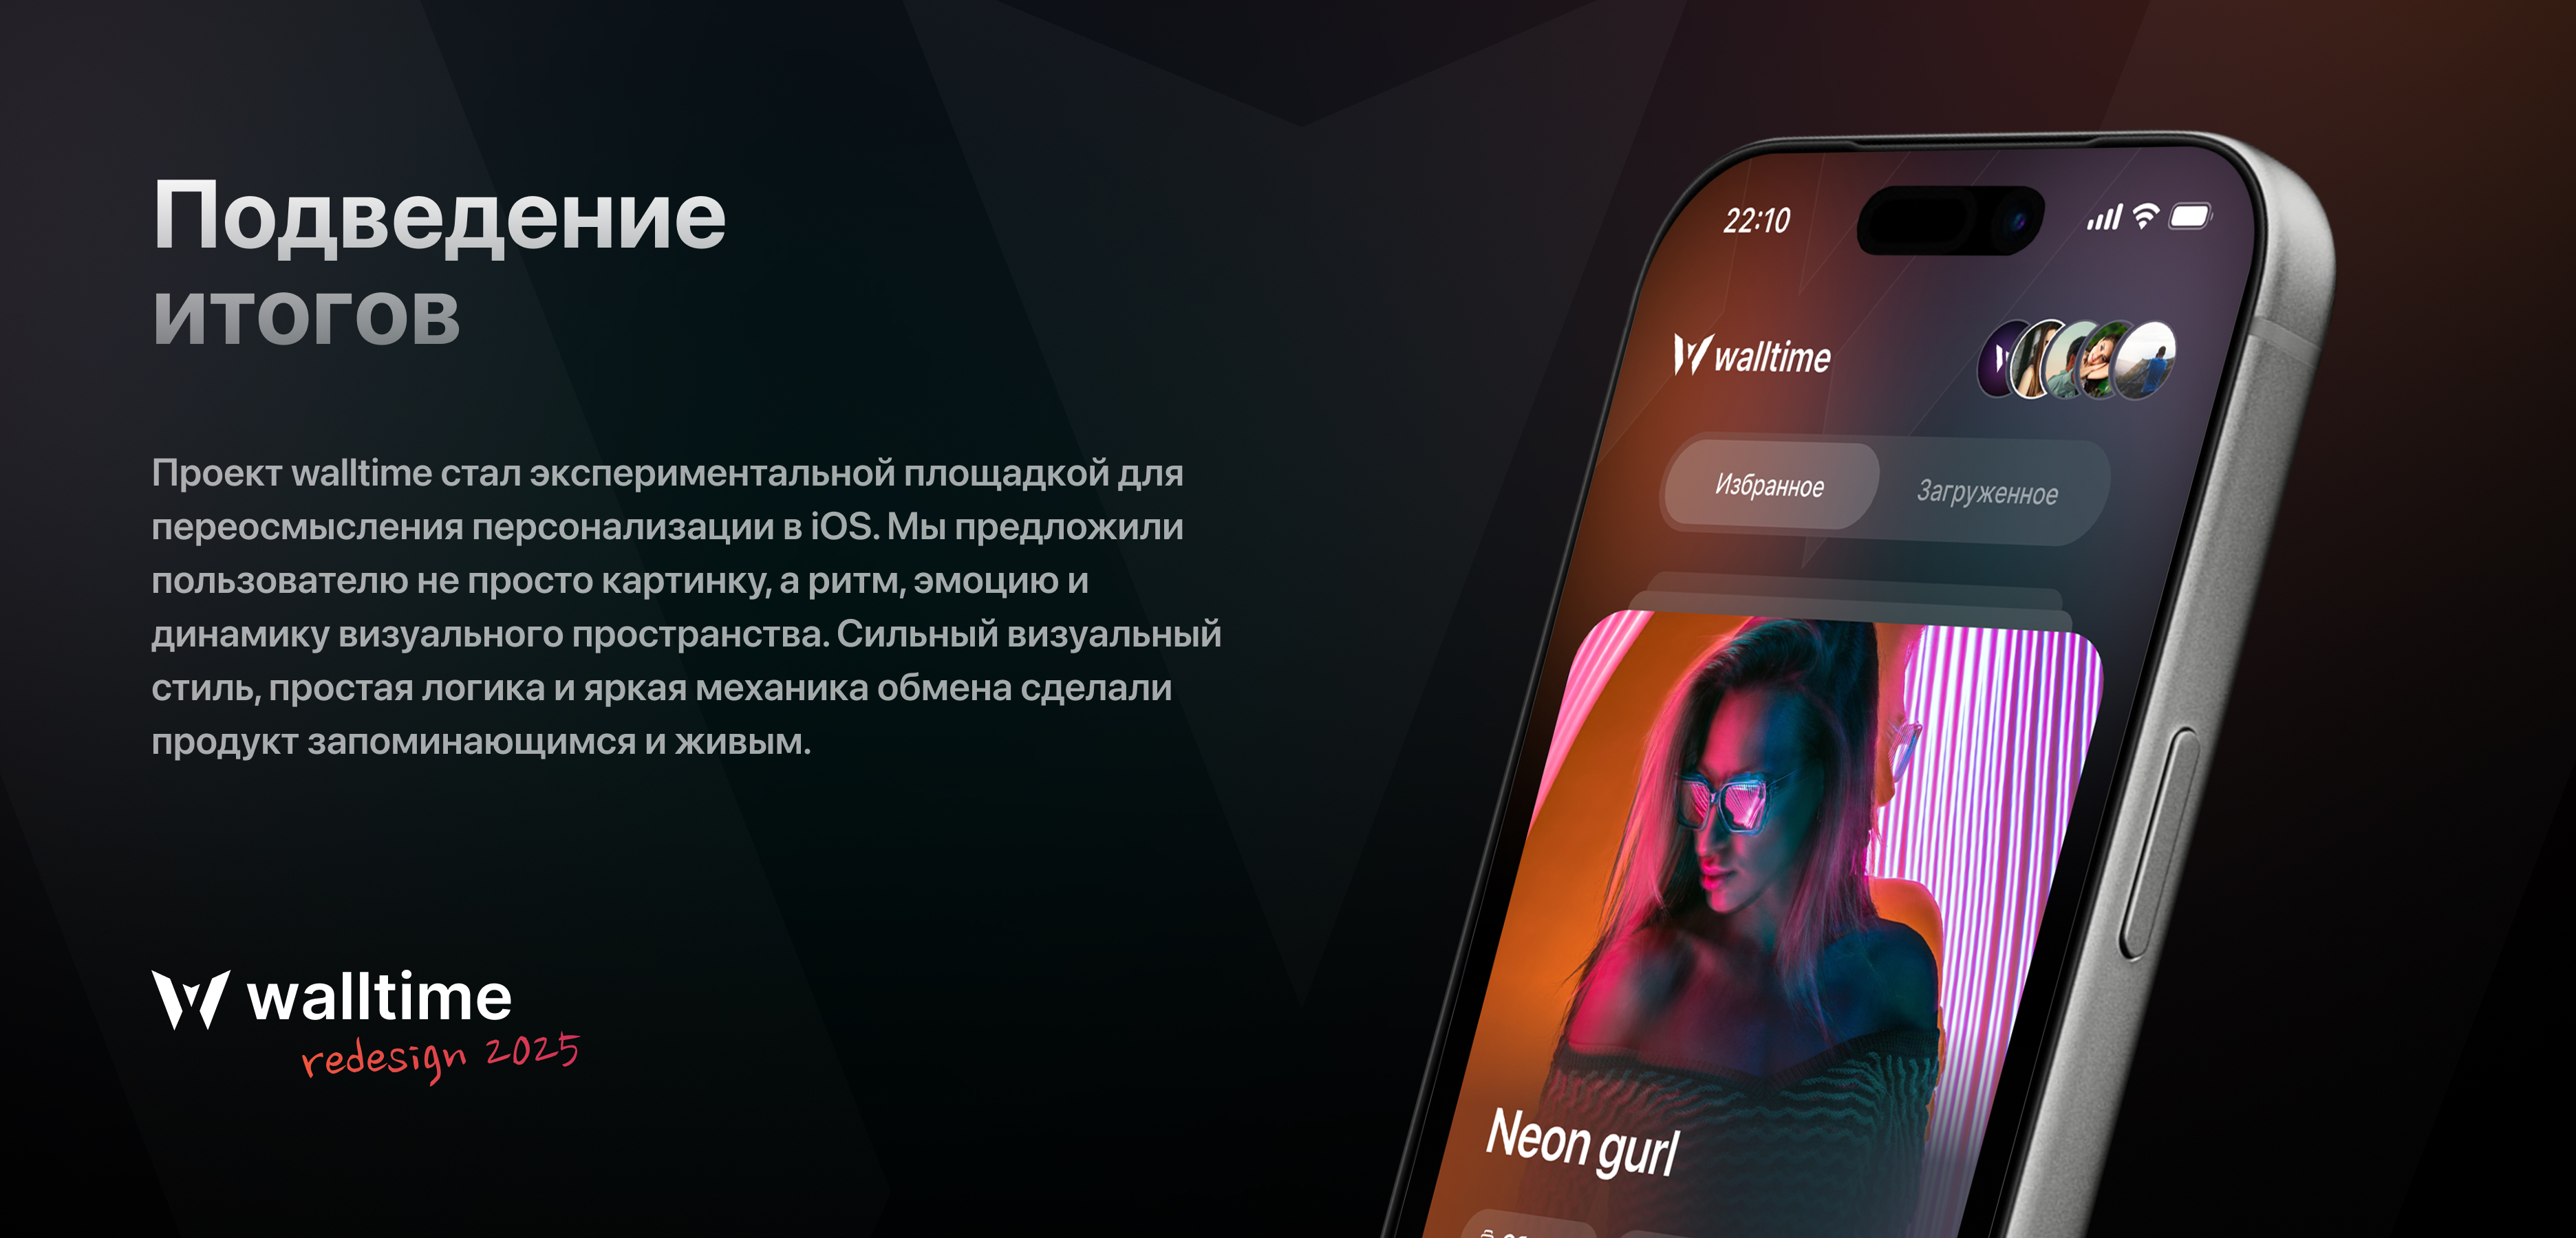 Подведение
итогов
Проект walltime стал экспериментальной площадкой для
переосмысления персонализации в iOS. Мы предложили
пользователю не просто картинку, а ритм, эмоцию и
динамику визуального пространства. Сильный визуальный
стиль, простая логика и яркая механика обмена сделали
продукт запоминающимся и живым.
walltime
redesign 2025
22:10
walltime
Избранное
Загруженное
Neon gurl